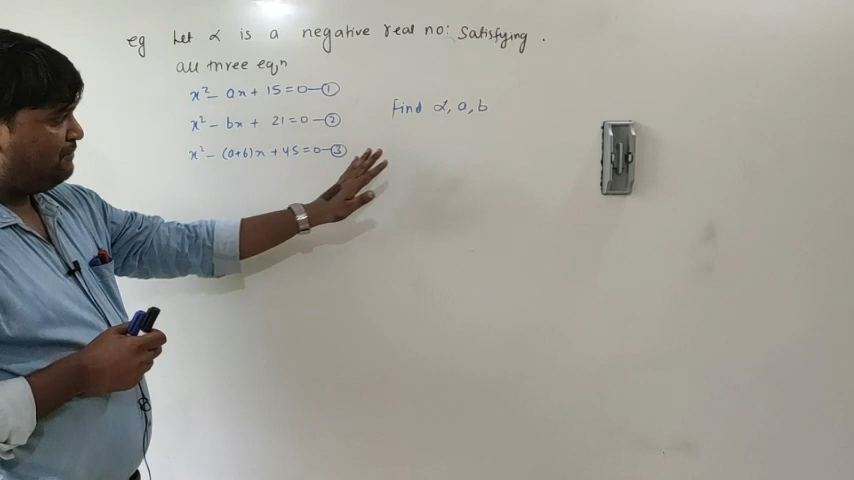 eg Let α is a negative real no: satisfying.
all three eqn
x² - ax + 15 = 0 — ①
x² - bx + 21 = 0 — ②
x² - (a+b)x + 45 = 0 — ③
Find α, a, b